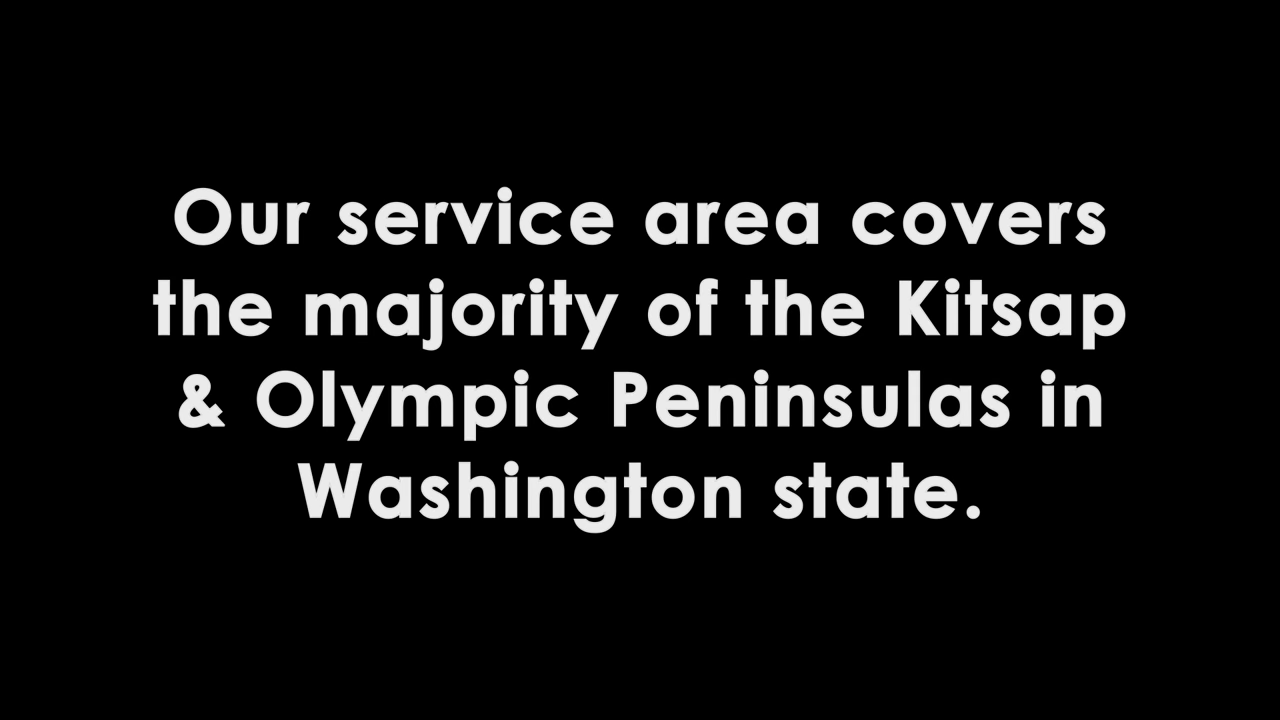 Our service area covers
the majority of the Kitsap
& Olympic Peninsulas in
Washington state.